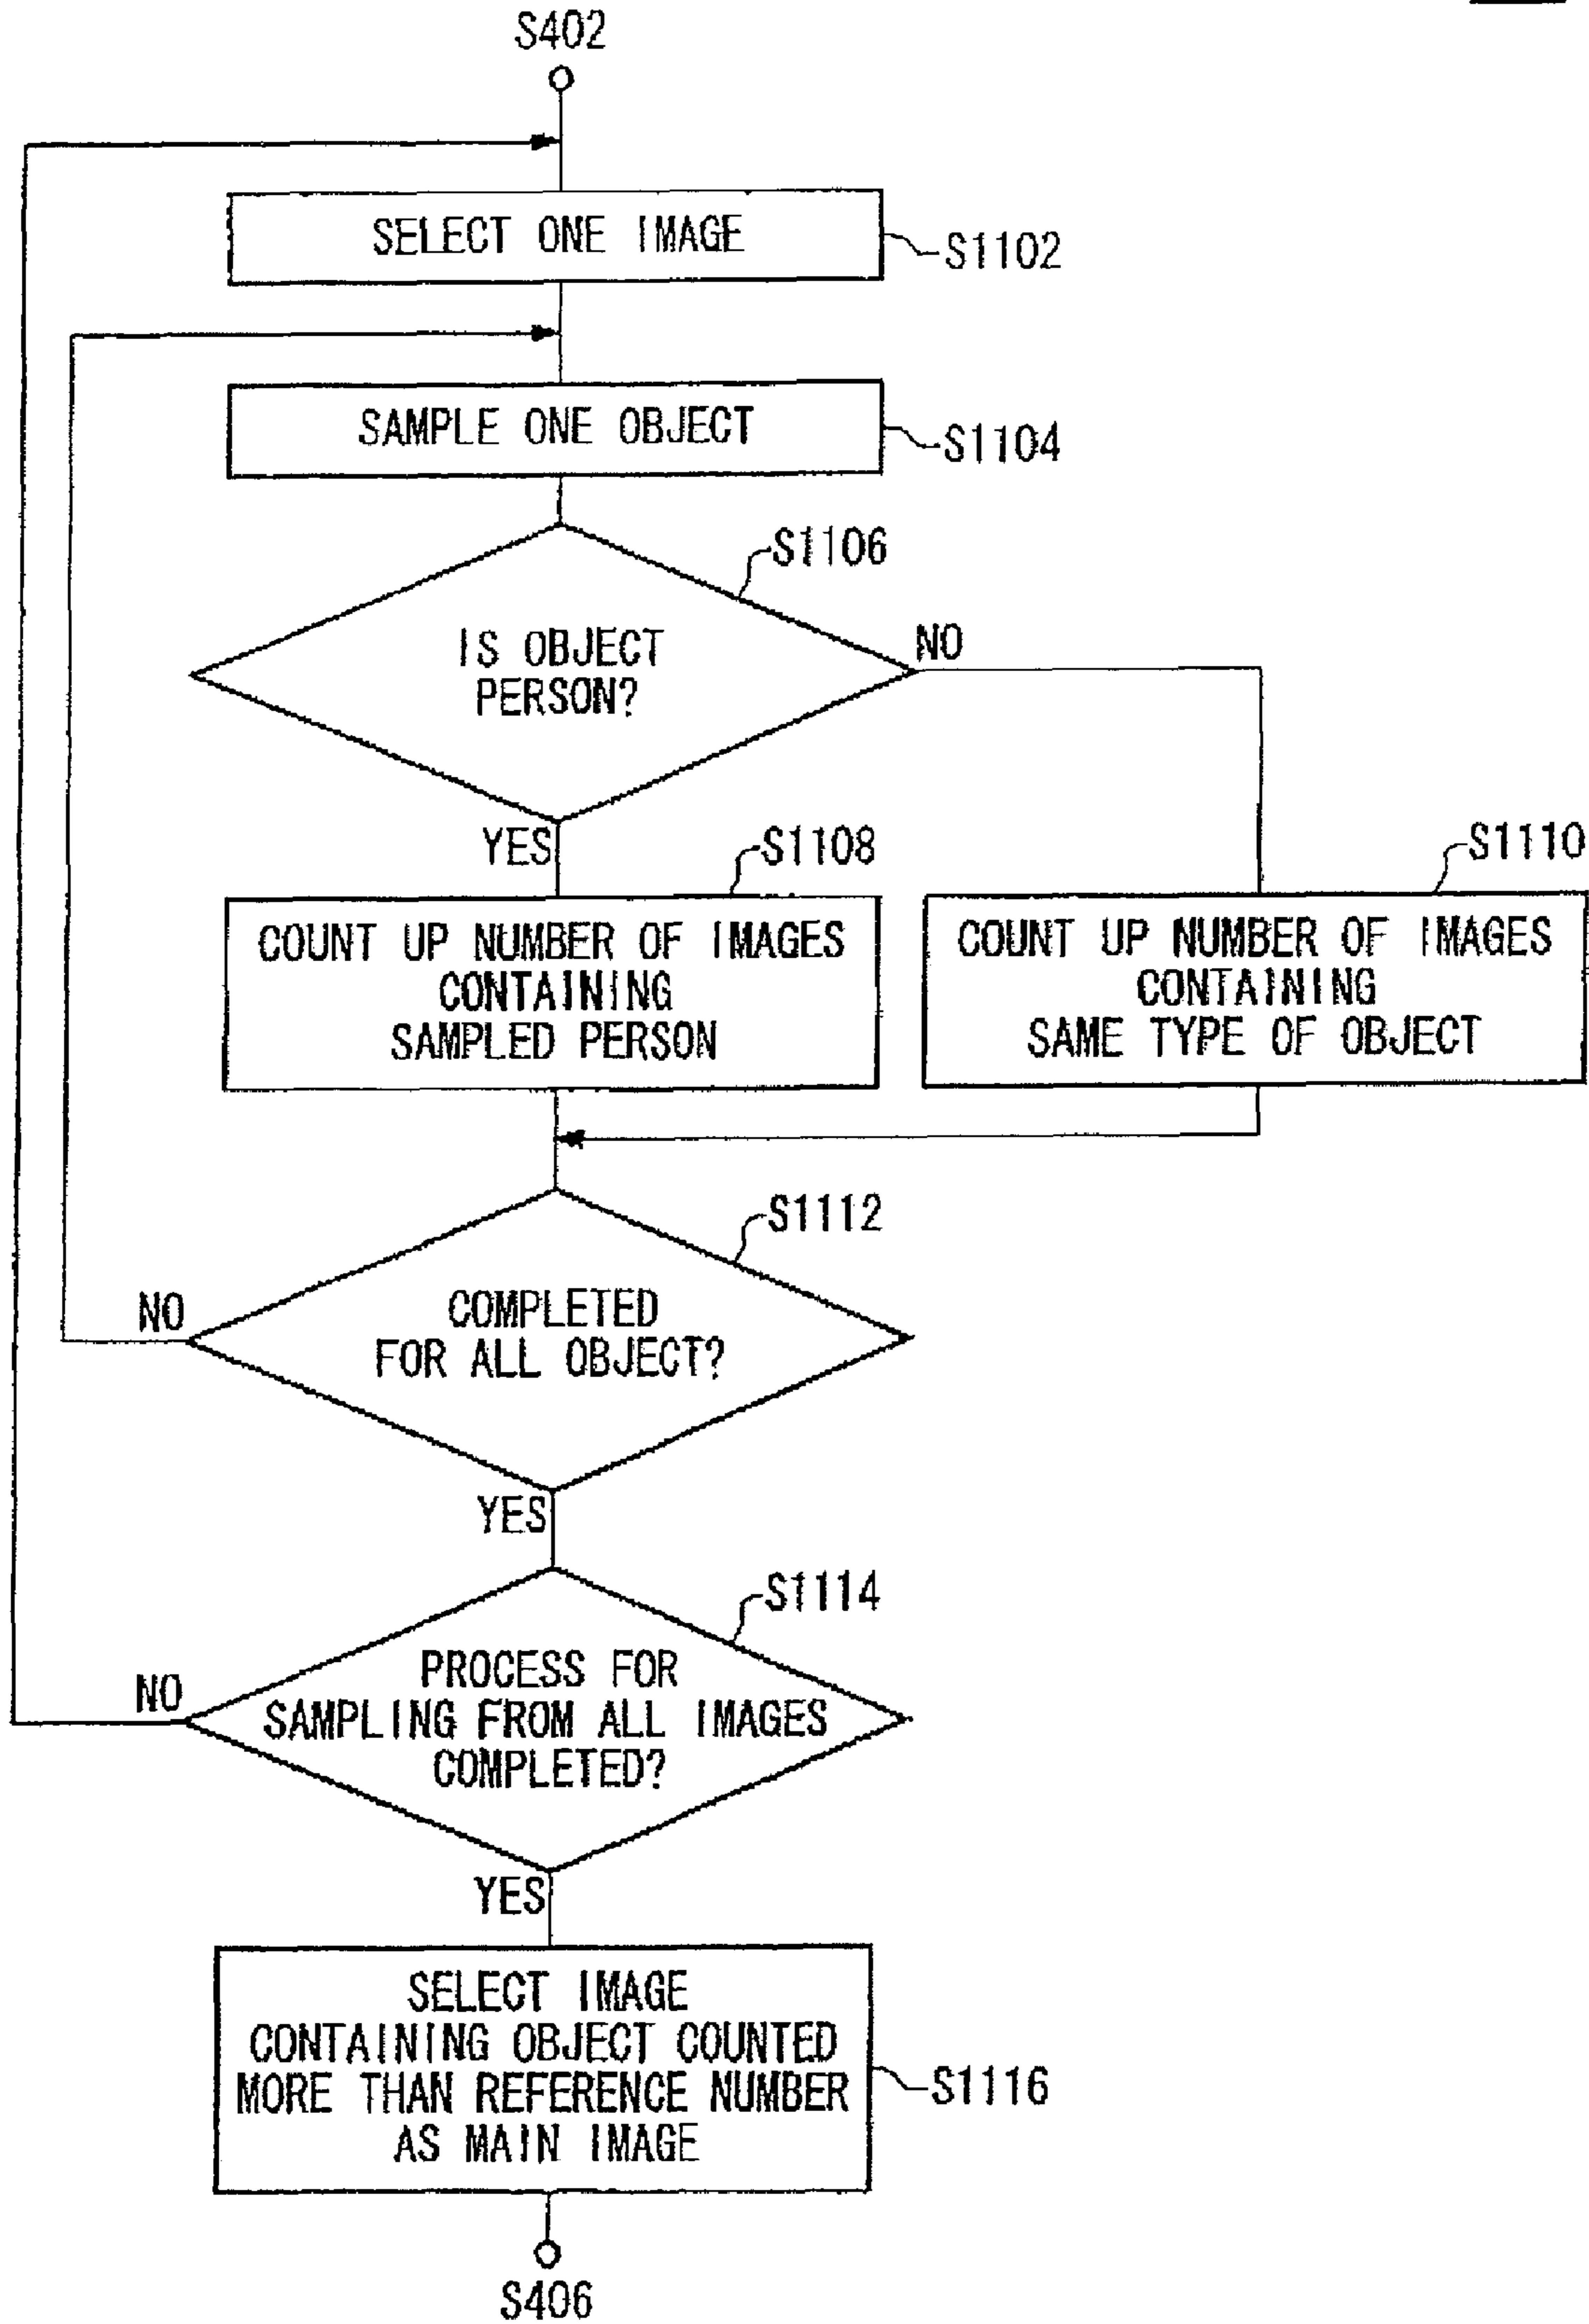 S402
SELECT ONE IMAGE
S1102
SAMPLE ONE OBJECT
S1104
S1106
IS OBJECT
PERSON?
NO
YES
S1108
S1110
COUNT UP NUMBER OF IMAGES
CONTAINING
SAMPLED PERSON
COUNT UP NUMBER OF IMAGES
CONTAINING
SAME TYPE OF OBJECT
S1112
COMPLETED
FOR ALL OBJECT?
NO
YES
S1114
PROCESS FOR
SAMPLING FROM ALL IMAGES
COMPLETED?
NO
YES
SELECT IMAGE
CONTAINING OBJECT COUNTED
MORE THAN REFERENCE NUMBER
AS MAIN IMAGE
S1116
S406